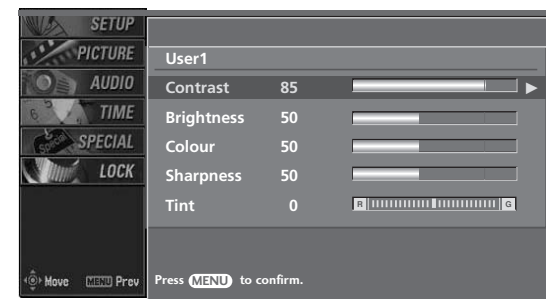 SETUP
PICTURE
AUDIO
TIME
SPECIAL
LOCK
Move MENU Prev
User1
Contrast 85
Brightness 50
Colour 50
Sharpness 50
Tint 0 R G
Press MENU to confirm.